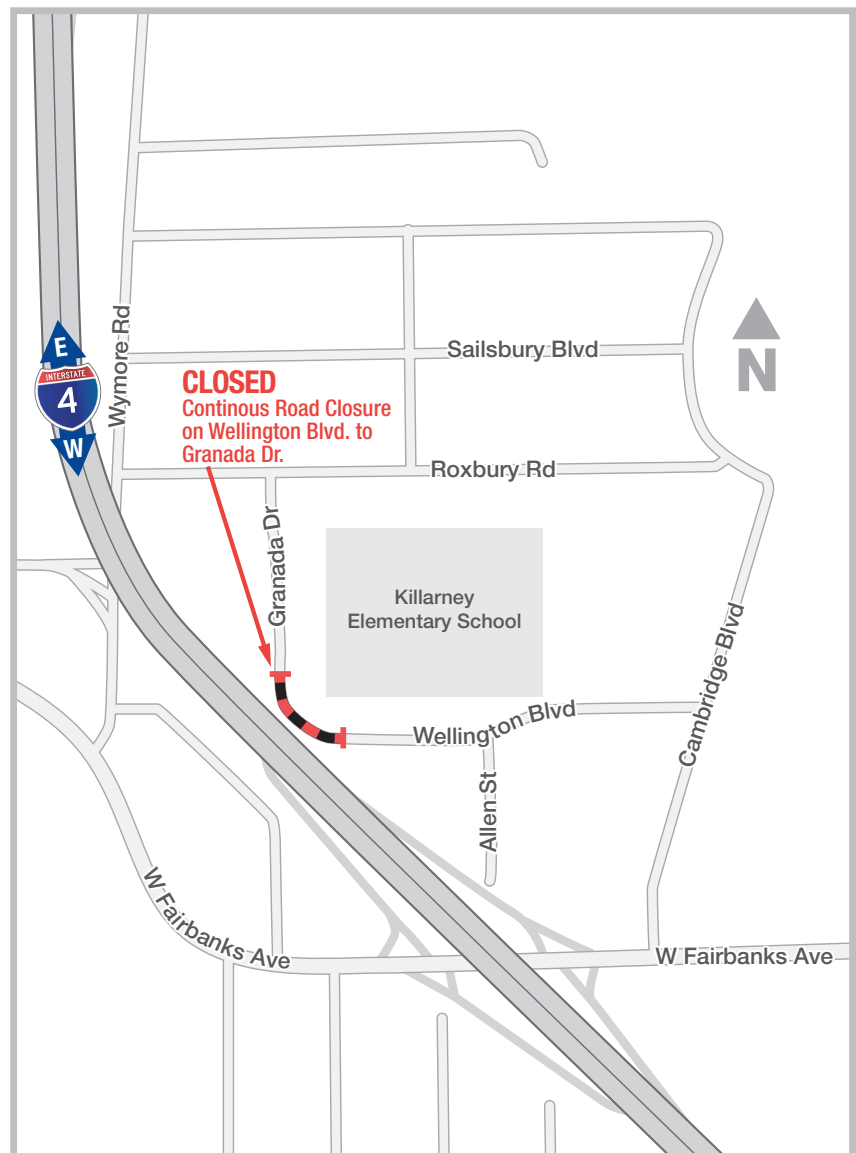 Wymore Rd
E
INTERSTATE
4
W
Sailsbury Blvd
N
CLOSED
Continous Road Closure
on Wellington Blvd. to
Granada Dr.
Roxbury Rd
Granada Dr
Killarney
Elementary School
Cambridge Blvd
Wellington Blvd
Allen St
W Fairbanks Ave
W Fairbanks Ave